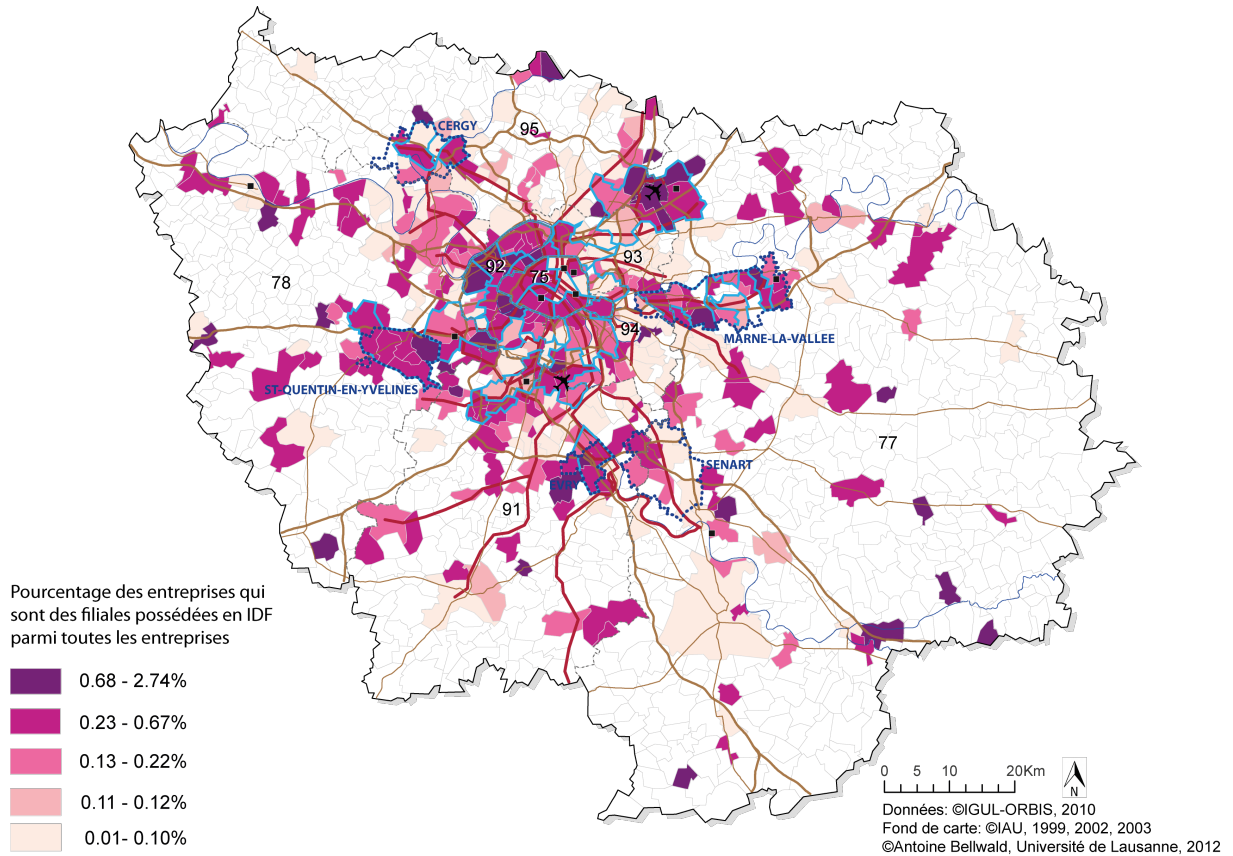 CERGY
95
92
75
93
78
94
MARNE-LA-VALLEE
ST-QUENTIN-EN-YVELINES
77
SENART
EVRY
91
Pourcentage des entreprises qui
sont des filiales possédées en IDF
parmi toutes les entreprises
0.68 - 2.74%
0.23 - 0.67%
0.13 - 0.22%
0.11 - 0.12%
0.01- 0.10%
0 5 10 20Km
N
Données: ©IGUL-ORBIS, 2010
Fond de carte: ©IAU, 1999, 2002, 2003
©Antoine Bellwald, Université de Lausanne, 2012